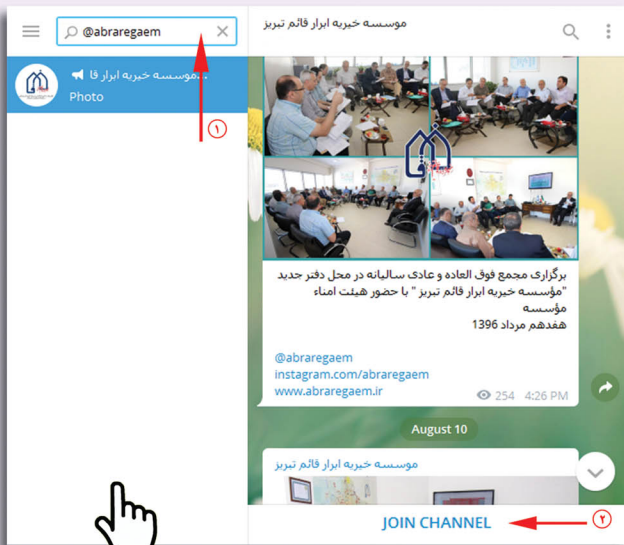 @abraregaem
موسسه خیریه ابرار قا...
Photo
۱
موسسه خیریه ابرار قائم تبریز
برگزاری مجمع فوق العاده و عادی سالیانه در محل دفتر جدید
"مؤسسه خیریه ابرار قائم تبریز " با حضور هیئت امناء
مؤسسه
هفدهم مرداد 1396
@abraregaem
instagram.com/abraregaem
www.abraregaem.ir
254 4:26 PM
August 10
موسسه خیریه ابرار قائم تبریز
JOIN CHANNEL
۲